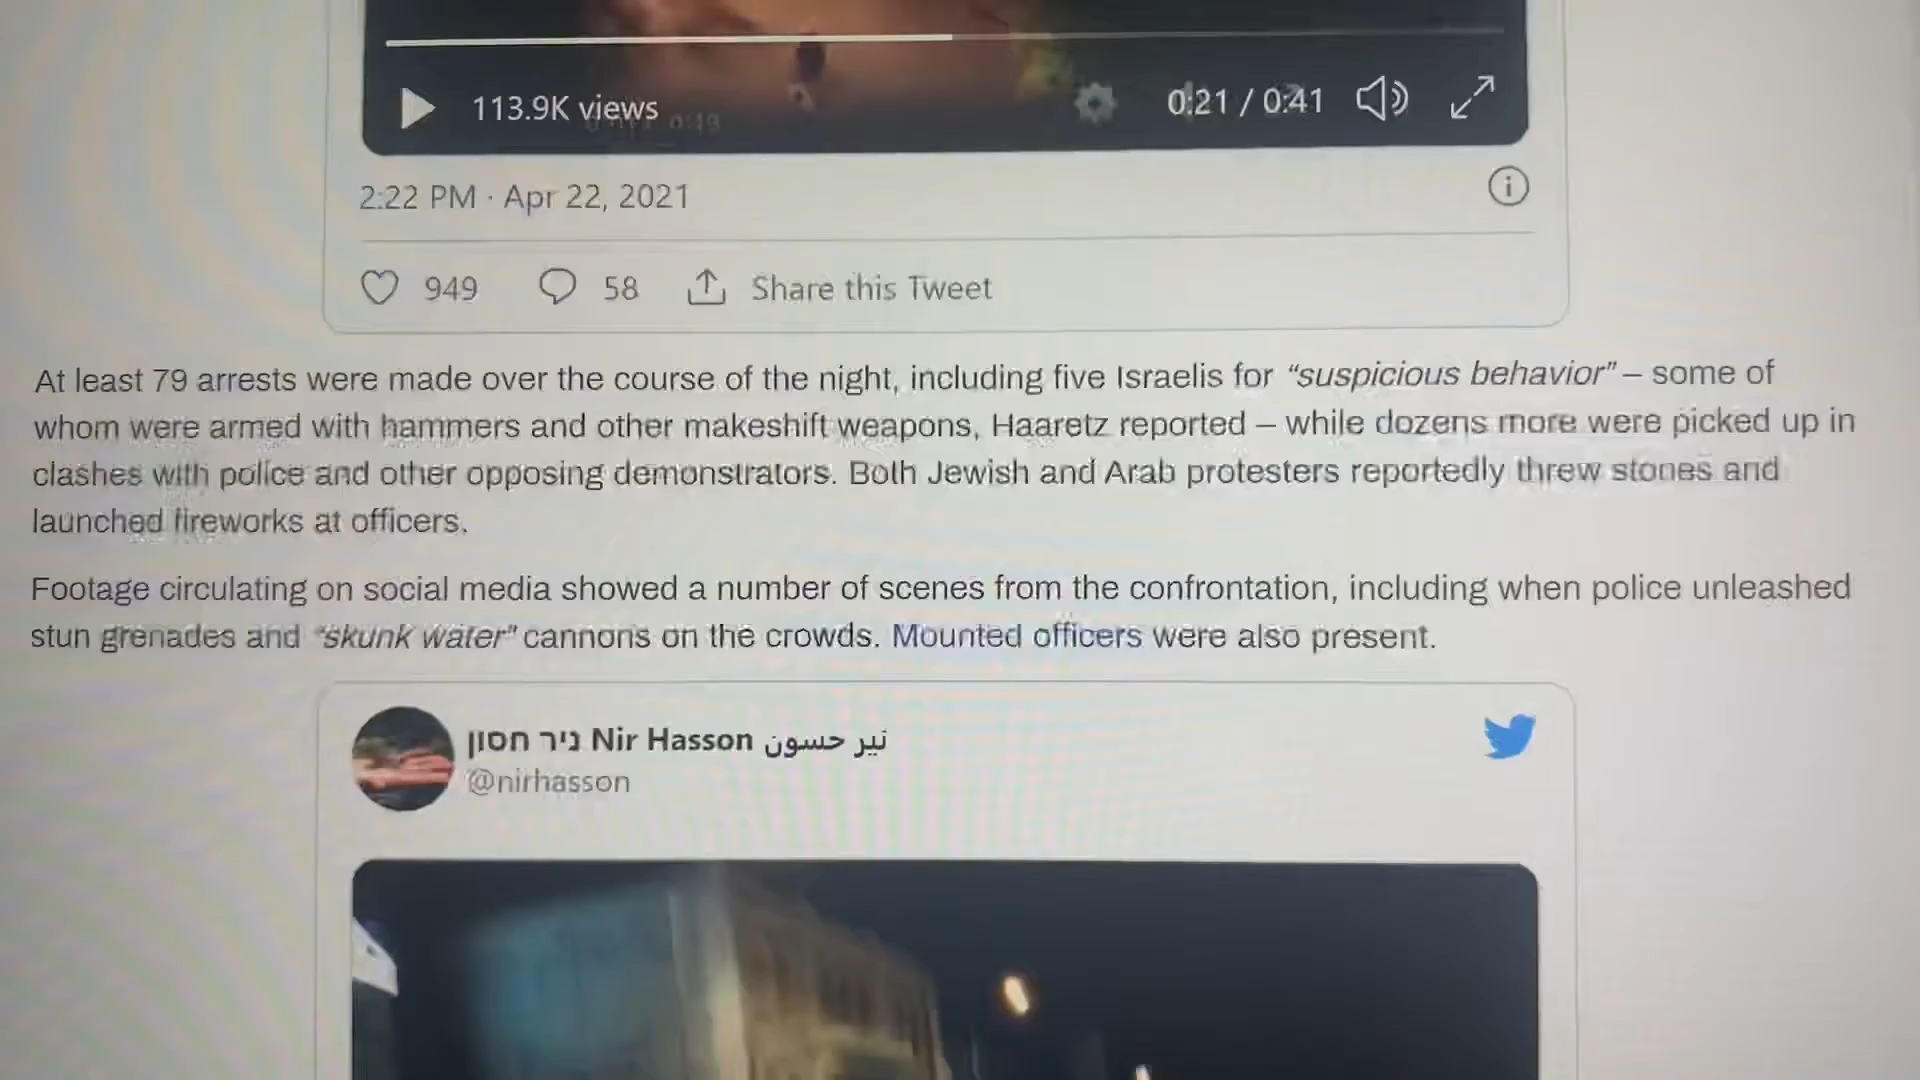 113.9K views
0:21 / 0:41
2:22 PM · Apr 22, 2021
949 58 Share this Tweet
At least 79 arrests were made over the course of the night, including five Israelis for “suspicious behavior” – some of
whom were armed with hammers and other makeshift weapons, Haaretz reported – while dozens more were picked up in
clashes with police and other opposing demonstrators. Both Jewish and Arab protesters reportedly threw stones and
launched fireworks at officers.
Footage circulating on social media showed a number of scenes from the confrontation, including when police unleashed
stun grenades and “skunk water” cannons on the crowds. Mounted officers were also present.
ניר חסון Nir Hasson نير حسون
@nirhasson